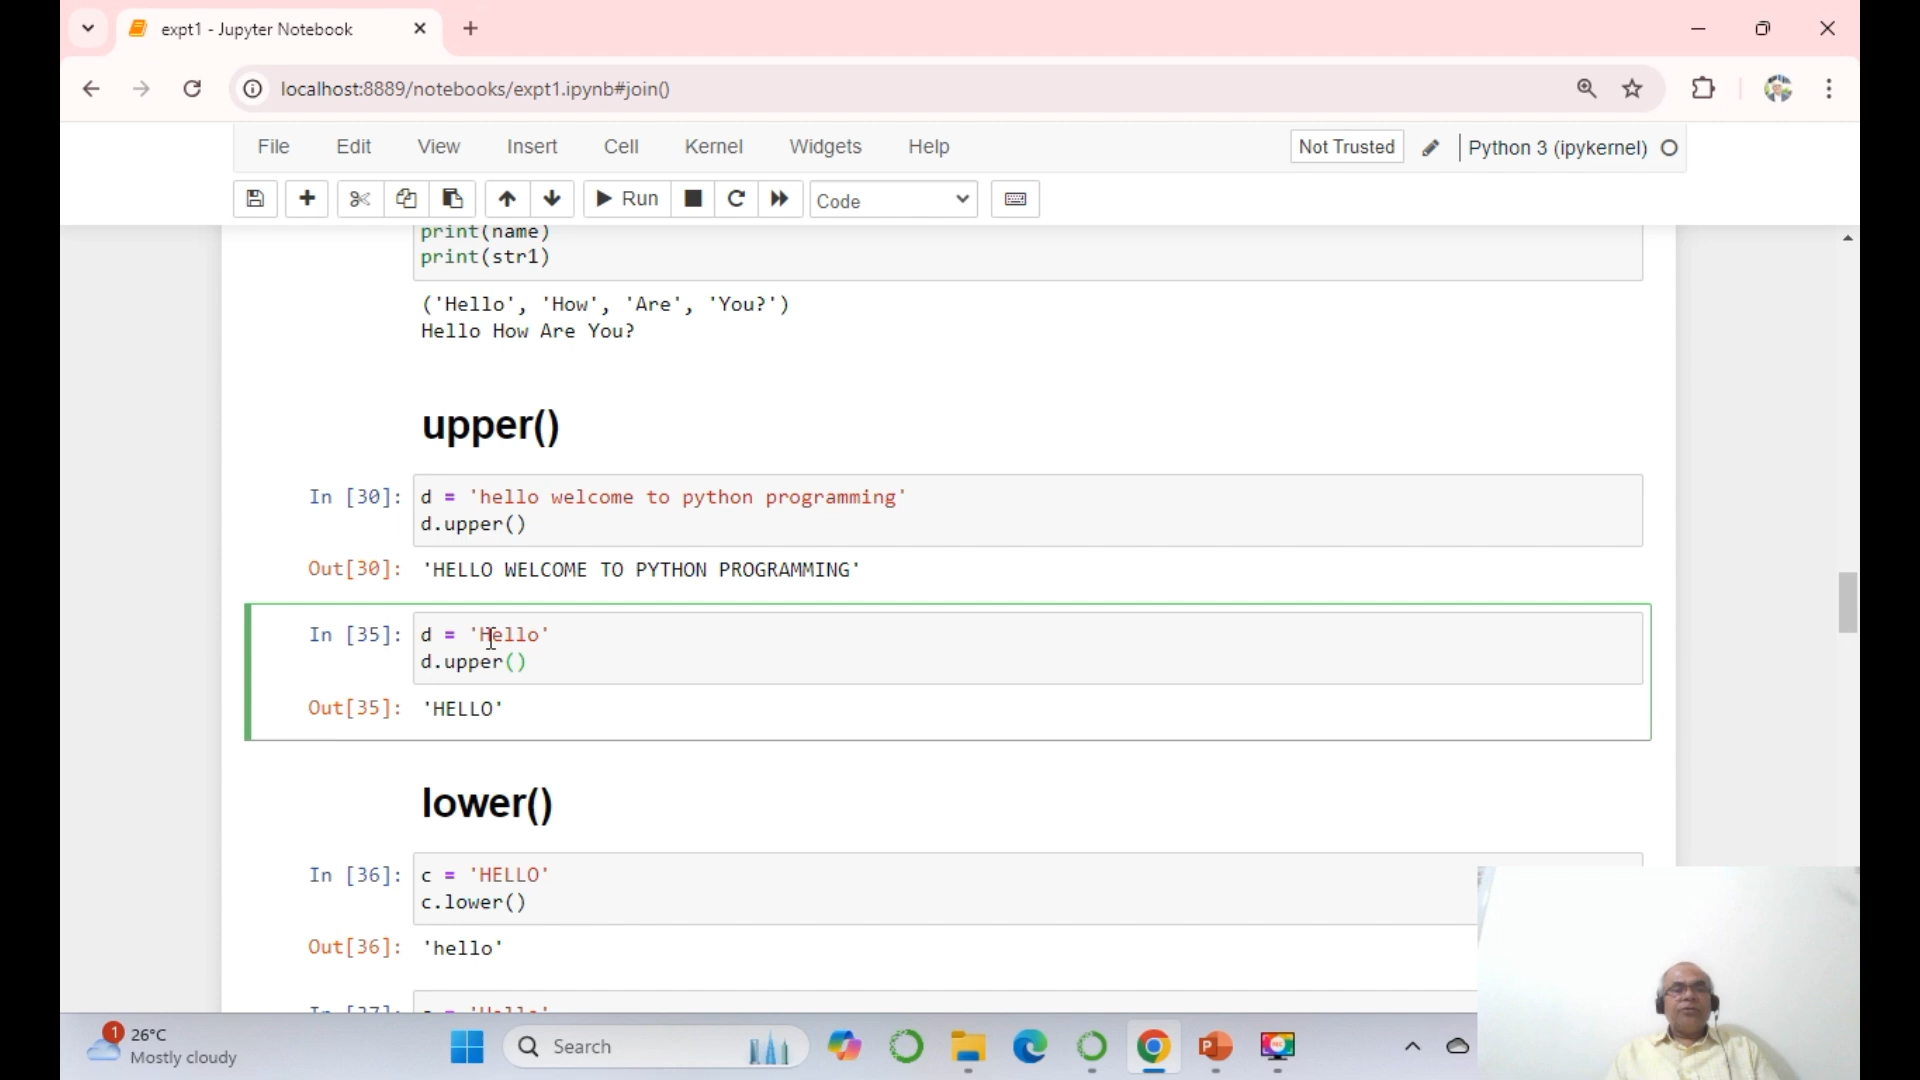 expt1 - Jupyter Notebook
localhost:8889/notebooks/expt1.ipynb#join()
File Edit View Insert Cell Kernel Widgets Help Not Trusted Python 3 (ipykernel)
Run Code
print(name)
print(str1)
('Hello', 'How', 'Are', 'You?')
Hello How Are You?
upper()
In [30]: d = 'hello welcome to python programming'
d.upper()
Out[30]: 'HELLO WELCOME TO PYTHON PROGRAMMING'
In [35]: d = 'Hello'
d.upper()
Out[35]: 'HELLO'
lower()
In [36]: c = 'HELLO'
c.lower()
Out[36]: 'hello'
1 26°C
Mostly cloudy
Search